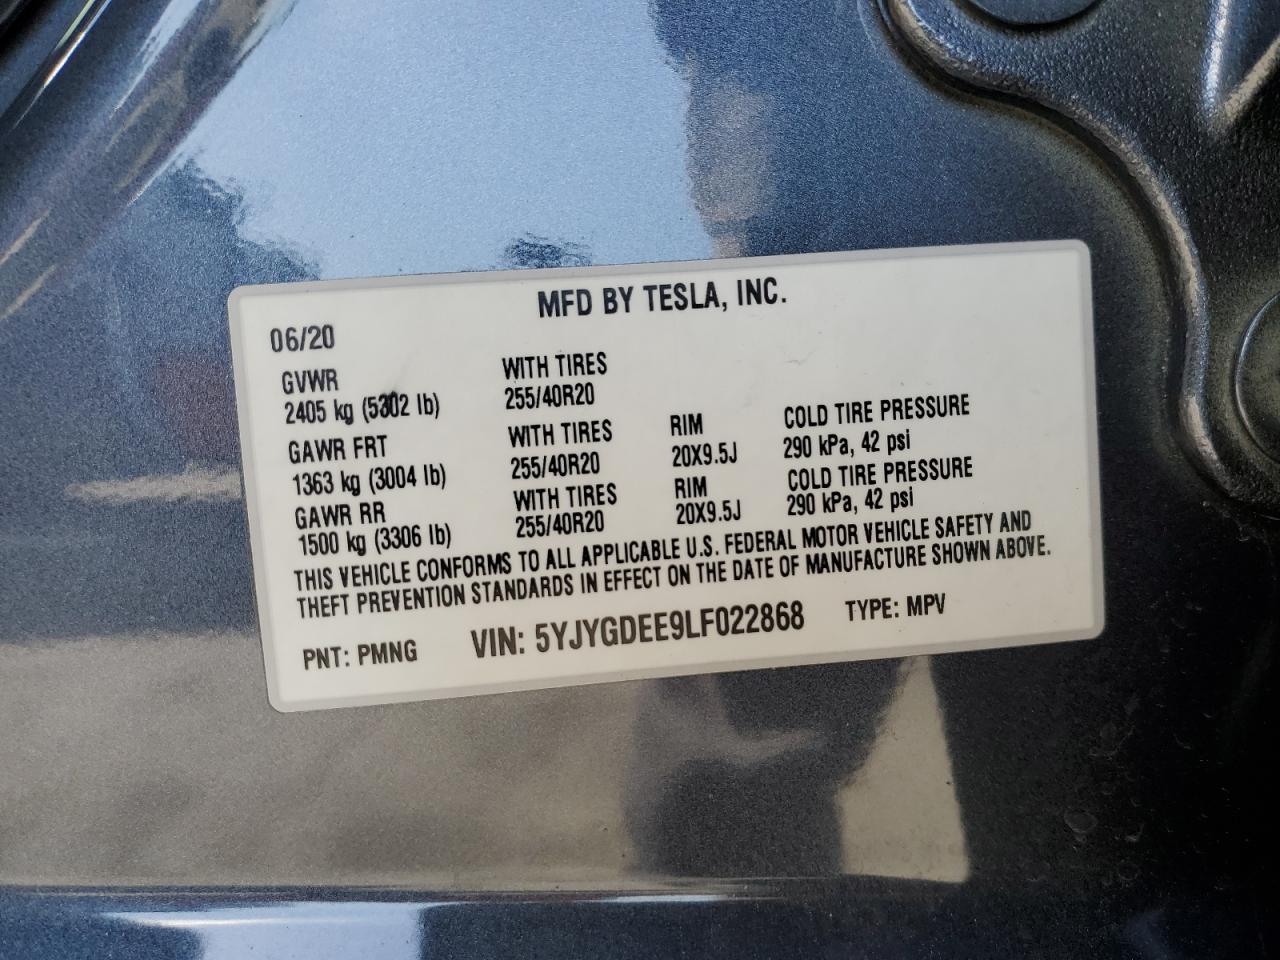 MFD BY TESLA, INC.
06/20
GVWR WITH TIRES
2405 kg (5302 lb) 255/40R20
GAWR FRT WITH TIRES RIM COLD TIRE PRESSURE
1363 kg (3004 lb) 255/40R20 20X9.5J 290 kPa, 42 psi
GAWR RR WITH TIRES RIM COLD TIRE PRESSURE
1500 kg (3306 lb) 255/40R20 20X9.5J 290 kPa, 42 psi
THIS VEHICLE CONFORMS TO ALL APPLICABLE U.S. FEDERAL MOTOR VEHICLE SAFETY AND
THEFT PREVENTION STANDARDS IN EFFECT ON THE DATE OF MANUFACTURE SHOWN ABOVE.
PNT: PMNG VIN: 5YJYGDEE9LF022868 TYPE: MPV